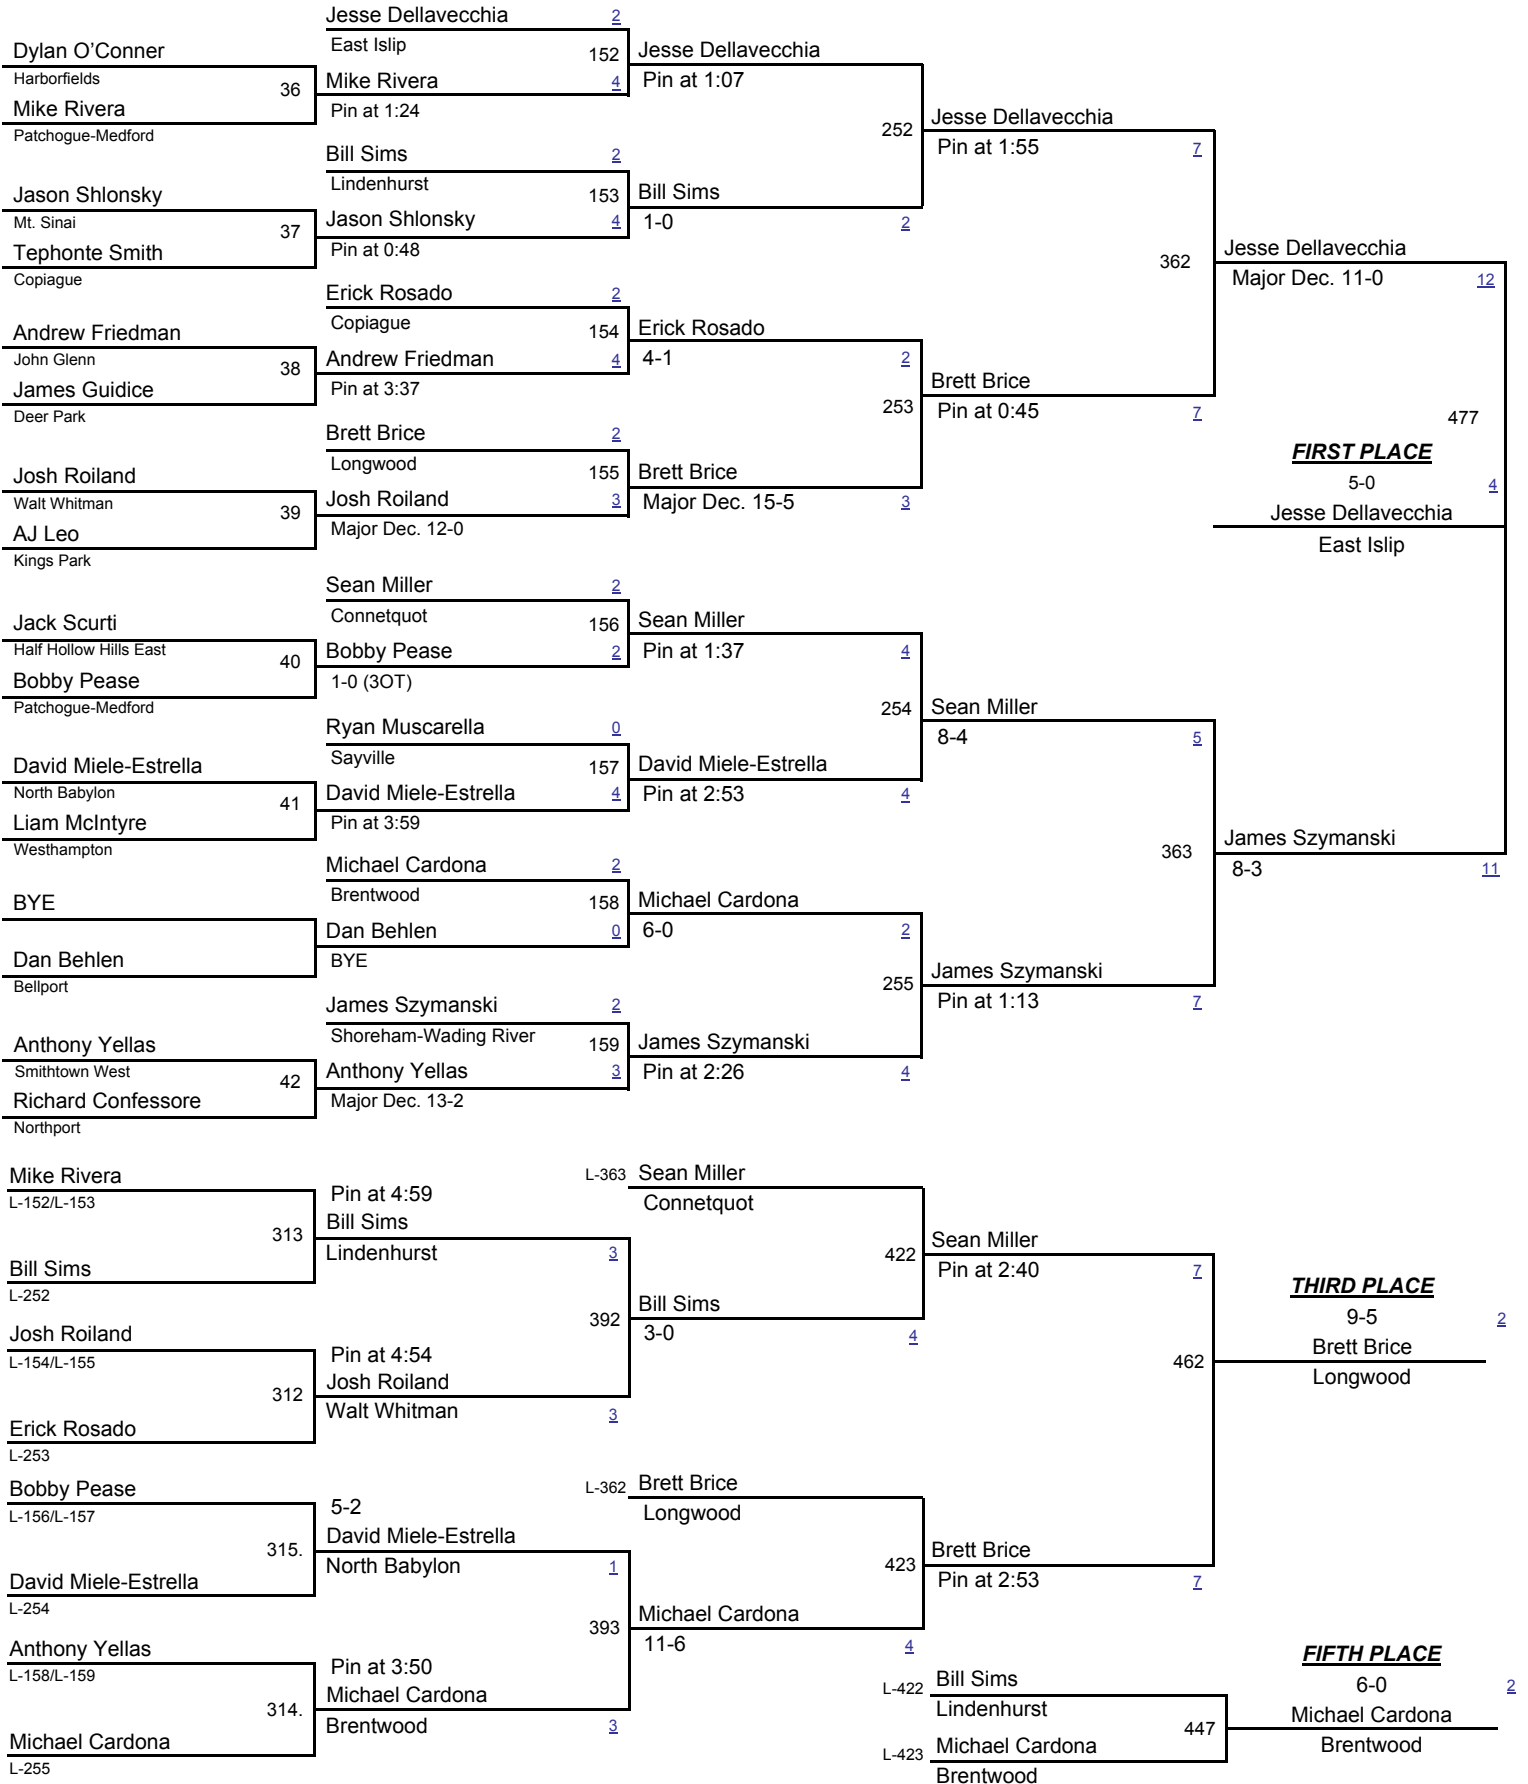 Jesse Dellavecchia 2
East Islip
Dylan O’Conner
Harborfields
36
Mike Rivera
Patchogue-Medford
152
Mike Rivera 4
Pin at 1:24
Jesse Dellavecchia
Pin at 1:07
Bill Sims 2
Lindenhurst
Jason Shlonsky
Mt. Sinai
37
Tephonte Smith
Copiague
153
Jason Shlonsky 4
Pin at 0:48
Bill Sims
1-0 2
252
Jesse Dellavecchia
Pin at 1:55 7
Erick Rosado 2
Copiague
Andrew Friedman
John Glenn
38
James Guidice
Deer Park
154
Andrew Friedman 4
Pin at 3:37
Erick Rosado
4-1 2
Brett Brice 2
Longwood
Josh Roiland
Walt Whitman
39
AJ Leo
Kings Park
155
Josh Roiland 3
Major Dec. 12-0
Brett Brice
Major Dec. 15-5 3
253
Brett Brice
Pin at 0:45 7
362
Jesse Dellavecchia
Major Dec. 11-0 12
477
FIRST PLACE
5-0 4
Jesse Dellavecchia
East Islip
Sean Miller 2
Connetquot
Jack Scurti
Half Hollow Hills East
40
Bobby Pease
Patchogue-Medford
156
Bobby Pease 2
1-0 (3OT)
Sean Miller
Pin at 1:37 4
Ryan Muscarella 0
Sayville
David Miele-Estrella
North Babylon
41
Liam McIntyre
Westhampton
157
David Miele-Estrella 4
Pin at 3:59
David Miele-Estrella
Pin at 2:53 4
254
Sean Miller
8-4 5
Michael Cardona 2
Brentwood
BYE
Dan Behlen
Bellport
158
Dan Behlen 0
BYE
Michael Cardona
6-0 2
James Szymanski 2
Shoreham-Wading River
Anthony Yellas
Smithtown West
42
Richard Confessore
Northport
159
Anthony Yellas 3
Major Dec. 13-2
James Szymanski
Pin at 2:26 4
255
James Szymanski
Pin at 1:13 7
363
James Szymanski
8-3 11
Mike Rivera
L-152/L-153
313
Bill Sims
L-252
Pin at 4:59
Bill Sims
Lindenhurst 3
Josh Roiland
L-154/L-155
312
Erick Rosado
L-253
Pin at 4:54
Josh Roiland
Walt Whitman 3
392
L-363 Sean Miller
Connetquot
Bill Sims
3-0 4
422
Sean Miller
Pin at 2:40 7
Bobby Pease
L-156/L-157
315.
David Miele-Estrella
L-254
5-2
David Miele-Estrella
North Babylon 1
Anthony Yellas
L-158/L-159
314.
Michael Cardona
L-255
Pin at 3:50
Michael Cardona
Brentwood 3
393
L-362 Brett Brice
Longwood
Michael Cardona
11-6 4
423
Brett Brice
Pin at 2:53 7
462
THIRD PLACE
9-5 2
Brett Brice
Longwood
L-422 Bill Sims
Lindenhurst
447
L-423 Michael Cardona
Brentwood
FIFTH PLACE
6-0 2
Michael Cardona
Brentwood